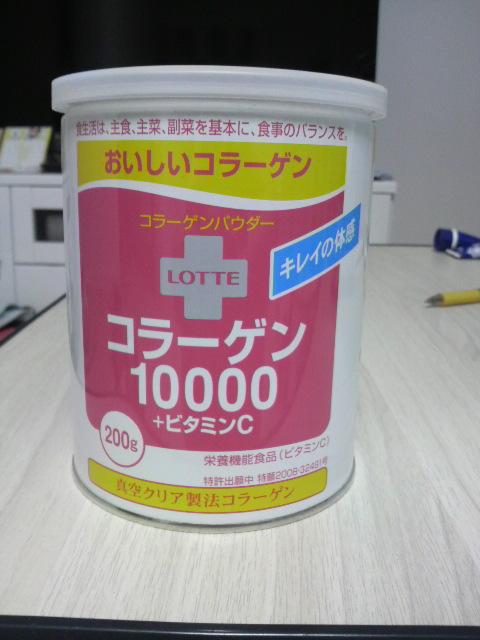 食生活は、主食、主菜、副菜を基本に、食事のバランスを。
おいしいコラーゲン
コラーゲンパウダー
キレイの体感
LOTTE
コラーゲン
10000
+ビタミンC
200g
栄養機能食品(ビタミンC)
特許出願中 特願2008-32491号
真空クリア製法コラーゲン